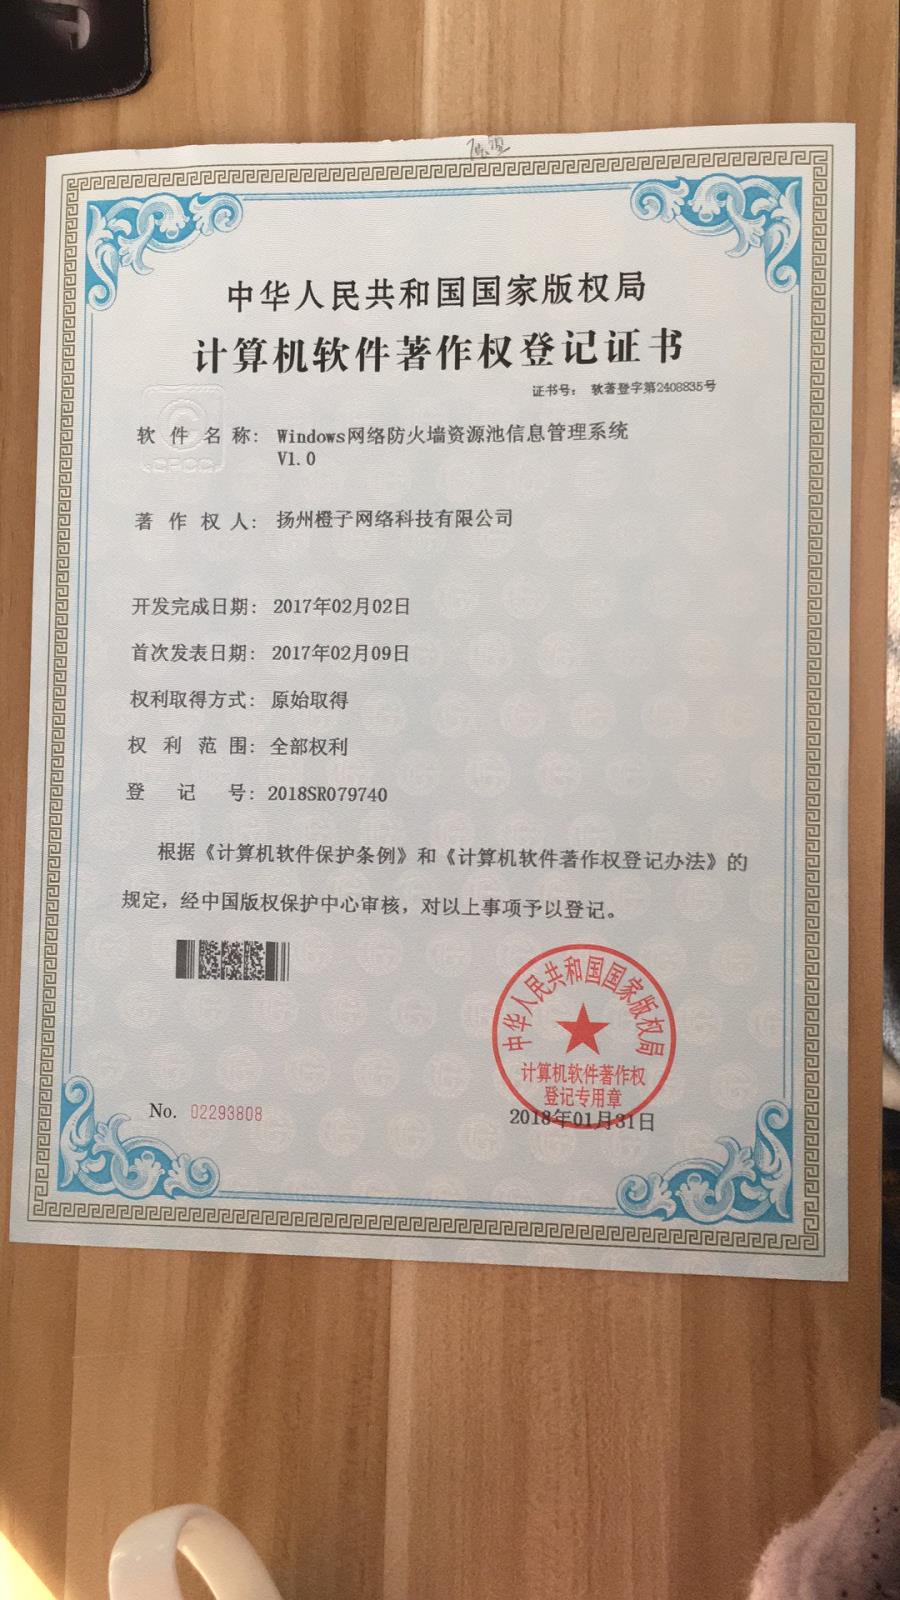 中华人民共和国国家版权局
计算机软件著作权登记证书
证书号： 软著登字第2408835号
软件名称： Windows网络防火墙资源池信息管理系统
V1.0
著作权人： 扬州橙子网络科技有限公司
开发完成日期： 2017年02月02日
首次发表日期： 2017年02月09日
权利取得方式： 原始取得
权利范围： 全部权利
登记号： 2018SR079740
根据《计算机软件保护条例》和《计算机软件著作权登记办法》的
规定，经中国版权保护中心审核，对以上事项予以登记。
中华人民共和国国家版权局
计算机软件著作权
登记专用章
No. 02293808
2018年01月31日